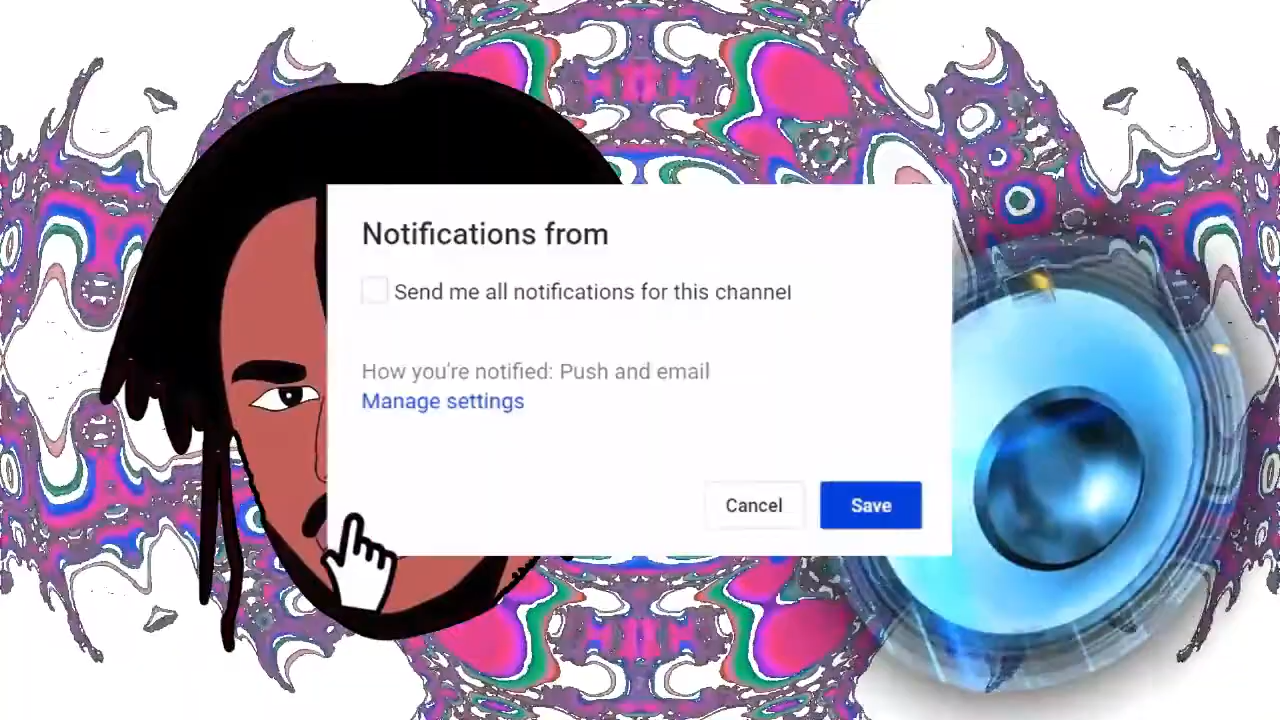 Notifications from
Send me all notifications for this channel
How you're notified: Push and email
Manage settings
Cancel
Save